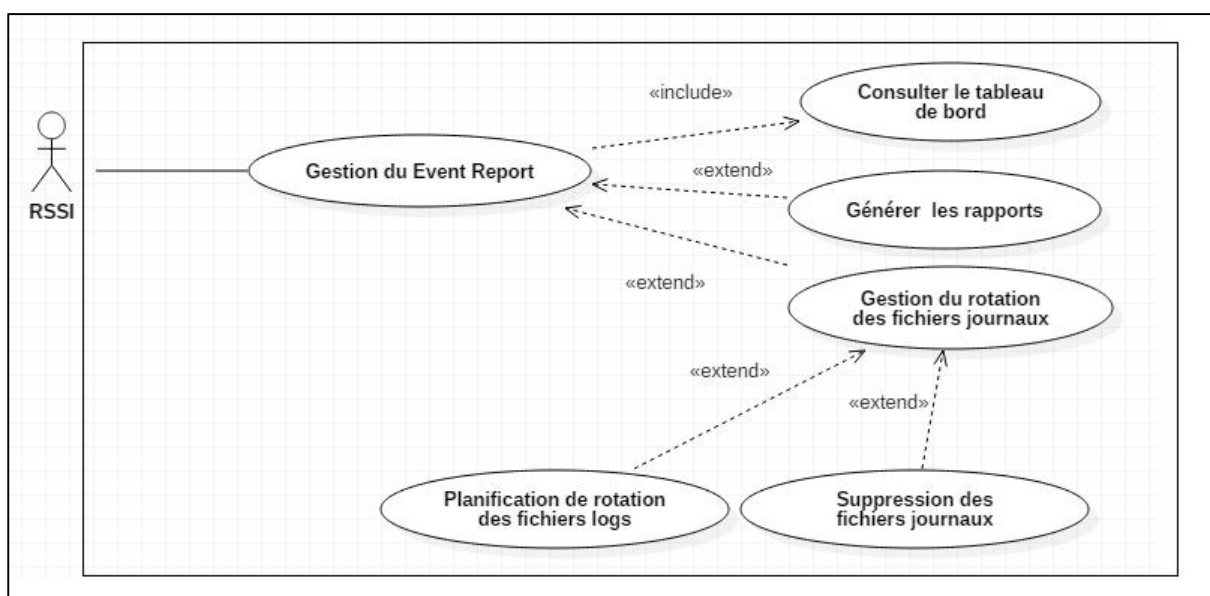 «include»
Consulter le tableau
de bord
RSSI
Gestion du Event Report
«extend»
Générer les rapports
«extend»
Gestion du rotation
des fichiers journaux
«extend»
«extend»
Planification de rotation
des fichiers logs
Suppression des
fichiers journaux